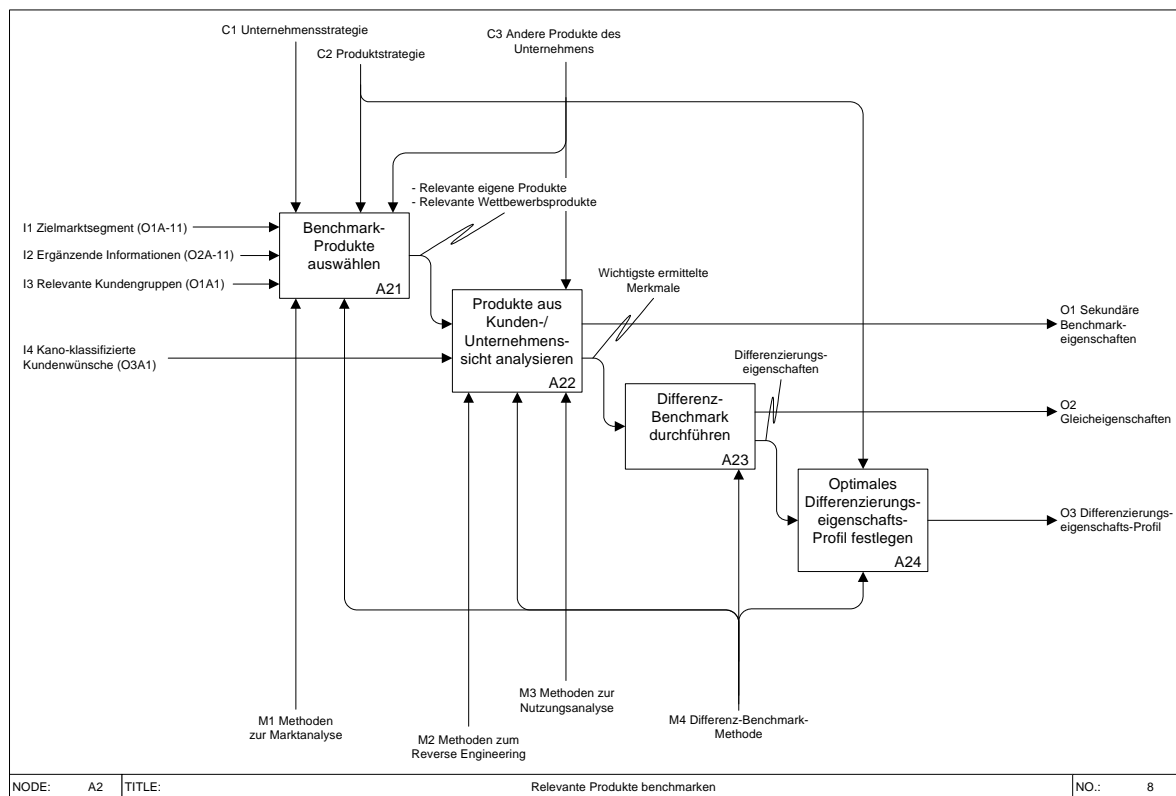 C1 Unternehmensstrategie
C2 Produktstrategie
C3 Andere Produkte des
Unternehmens
- Relevante eigene Produkte
- Relevante Wettbewerbsprodukte
I1 Zielmarktsegment (O1A-11)
I2 Ergänzende Informationen (O2A-11)
I3 Relevante Kundengruppen (O1A1)
Benchmark-
Produkte
auswählen
A21
Wichtigste ermittelte
Merkmale
I4 Kano-klassifizierte
Kundenwünsche (O3A1)
Produkte aus
Kunden-/
Unternehmens-
sicht analysieren
A22
O1 Sekundäre
Benchmark-
eigenschaften
Differenzierungs-
eigenschaften
Differenz-
Benchmark
durchführen
A23
O2
Gleicheigenschaften
Optimales
Differenzierungs-
eigenschafts-
Profil festlegen
A24
O3 Differenzierungs-
eigenschafts-Profil
M1 Methoden
zur Marktanalyse
M2 Methoden zum
Reverse Engineering
M3 Methoden zur
Nutzungsanalyse
M4 Differenz-Benchmark-
Methode
NODE: A2 TITLE: Relevante Produkte benchmarken NO.: 8